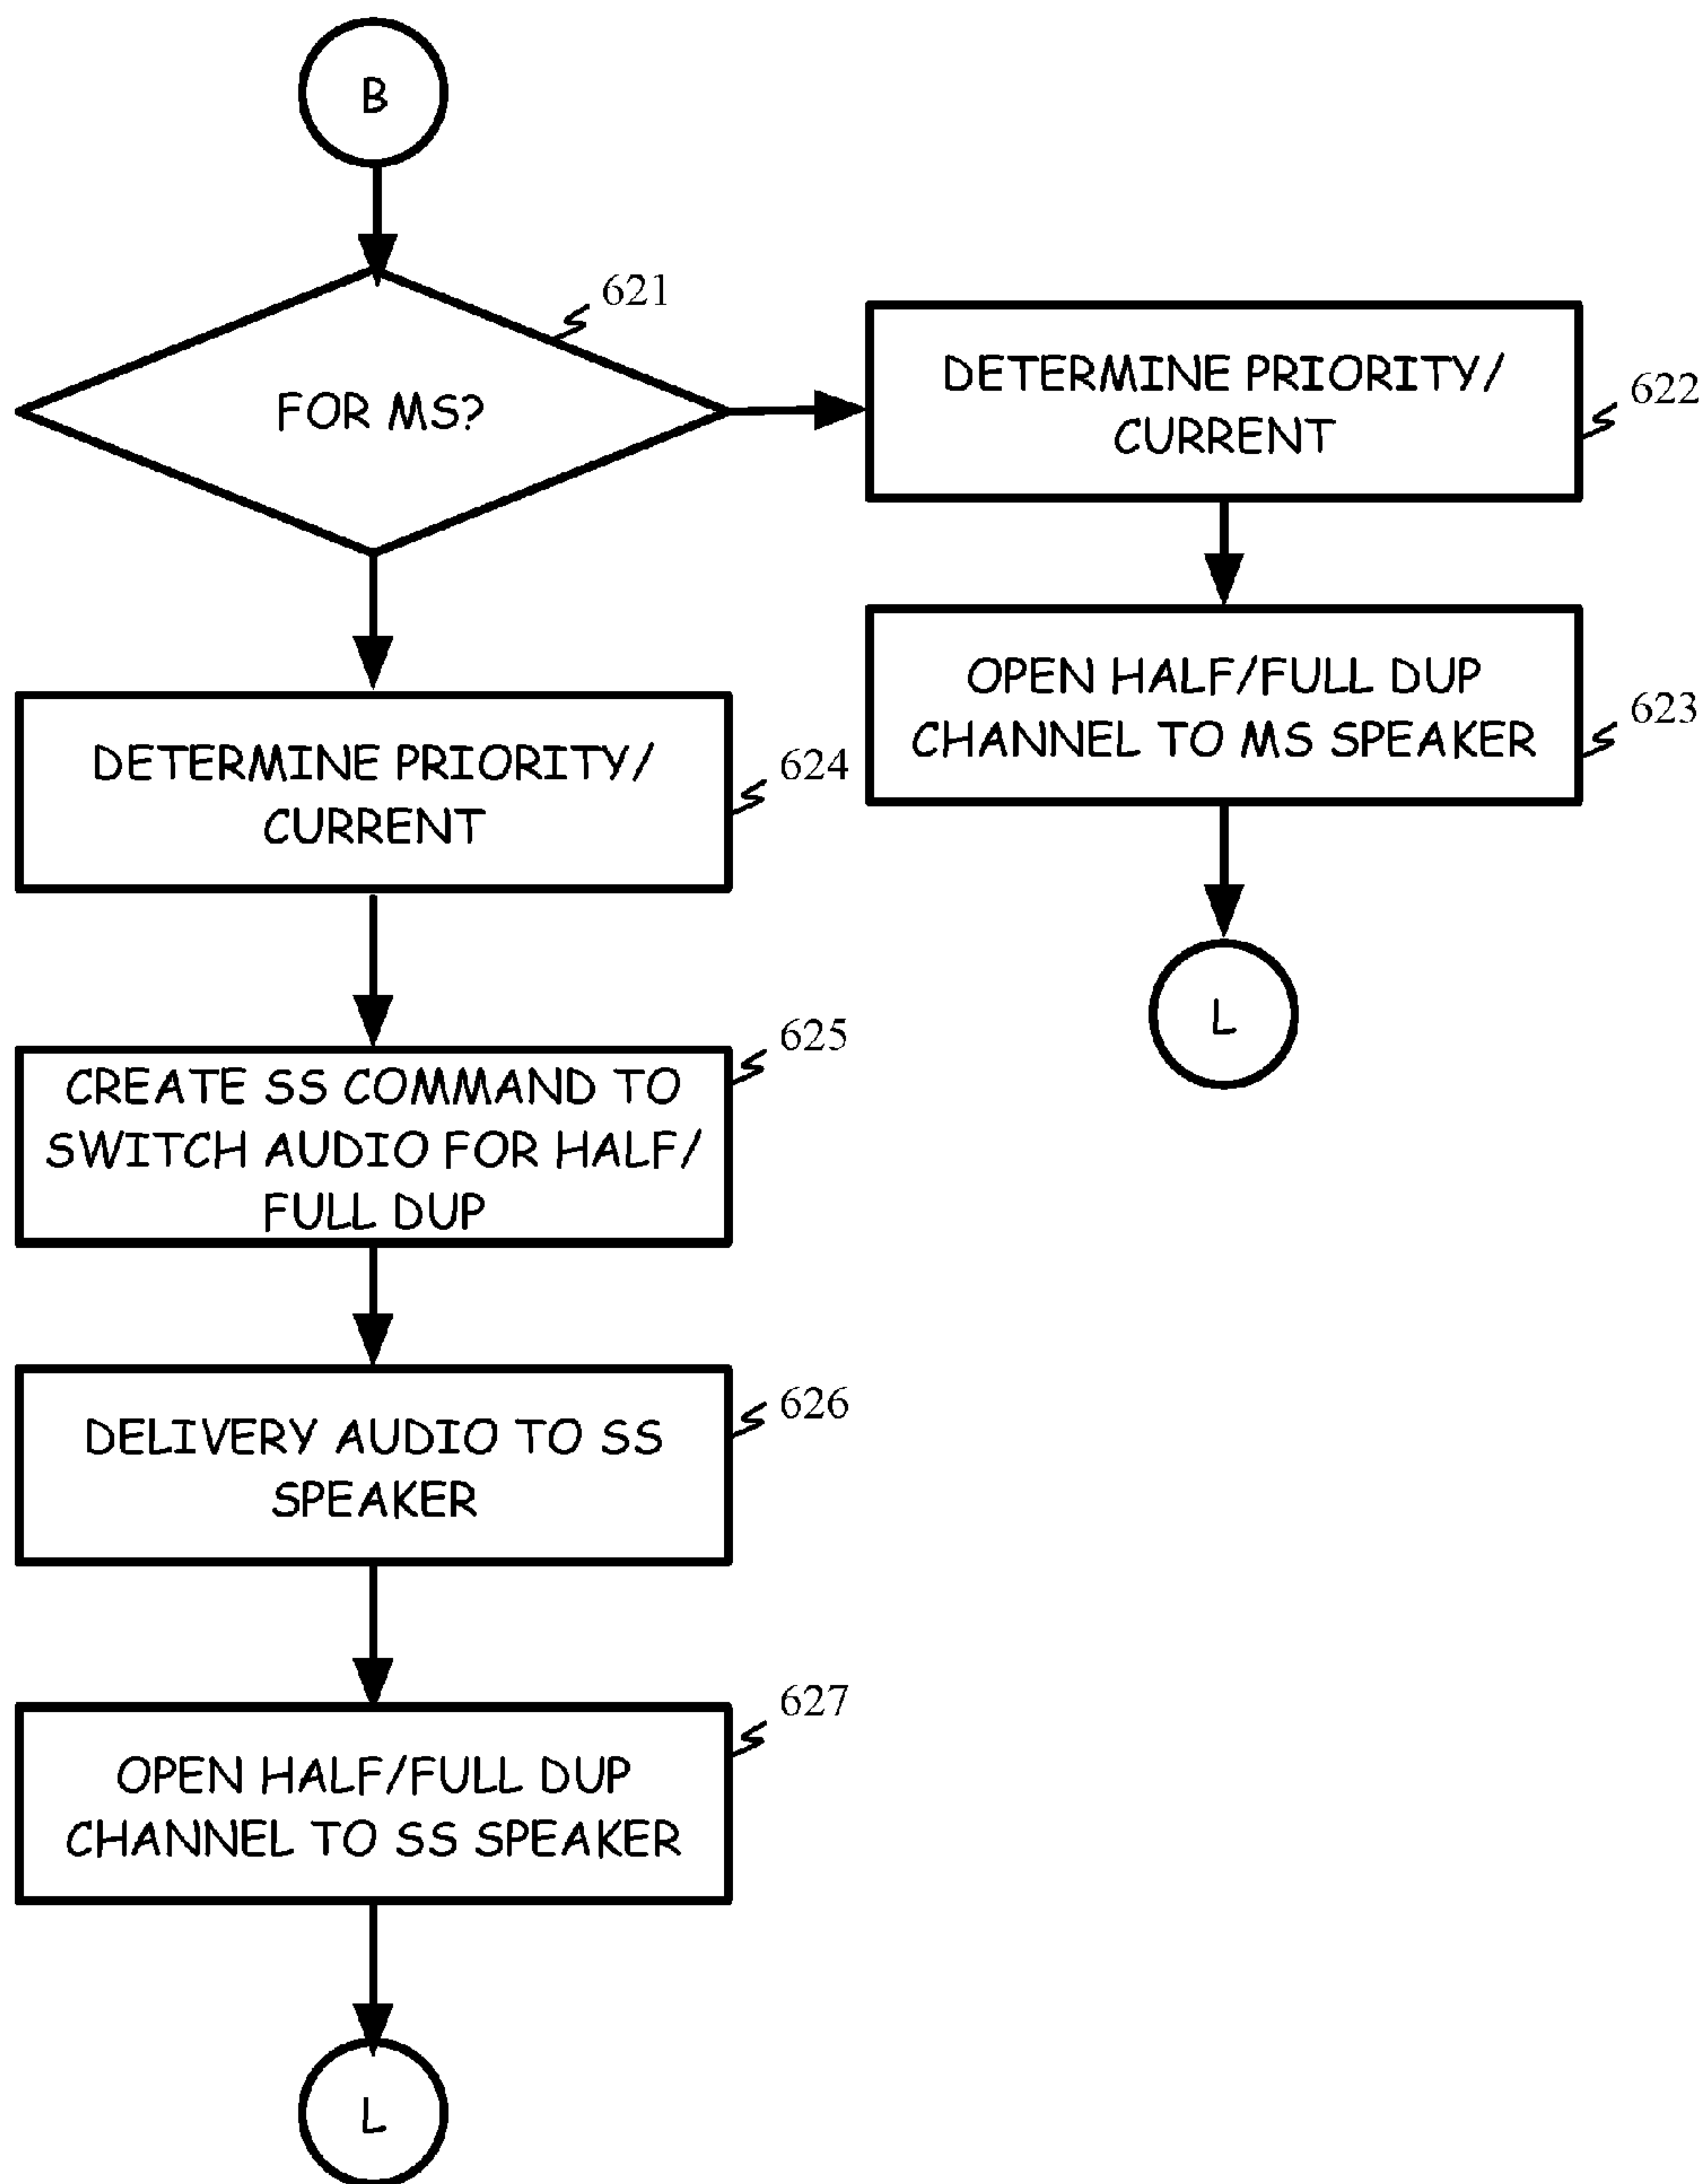 B
621
FOR MS?
DETERMINE PRIORITY/
CURRENT
622
OPEN HALF/FULL DUP
CHANNEL TO MS SPEAKER
623
L
DETERMINE PRIORITY/
CURRENT
624
CREATE SS COMMAND TO
SWITCH AUDIO FOR HALF/
FULL DUP
625
DELIVERY AUDIO TO SS
SPEAKER
626
OPEN HALF/FULL DUP
CHANNEL TO SS SPEAKER
627
L